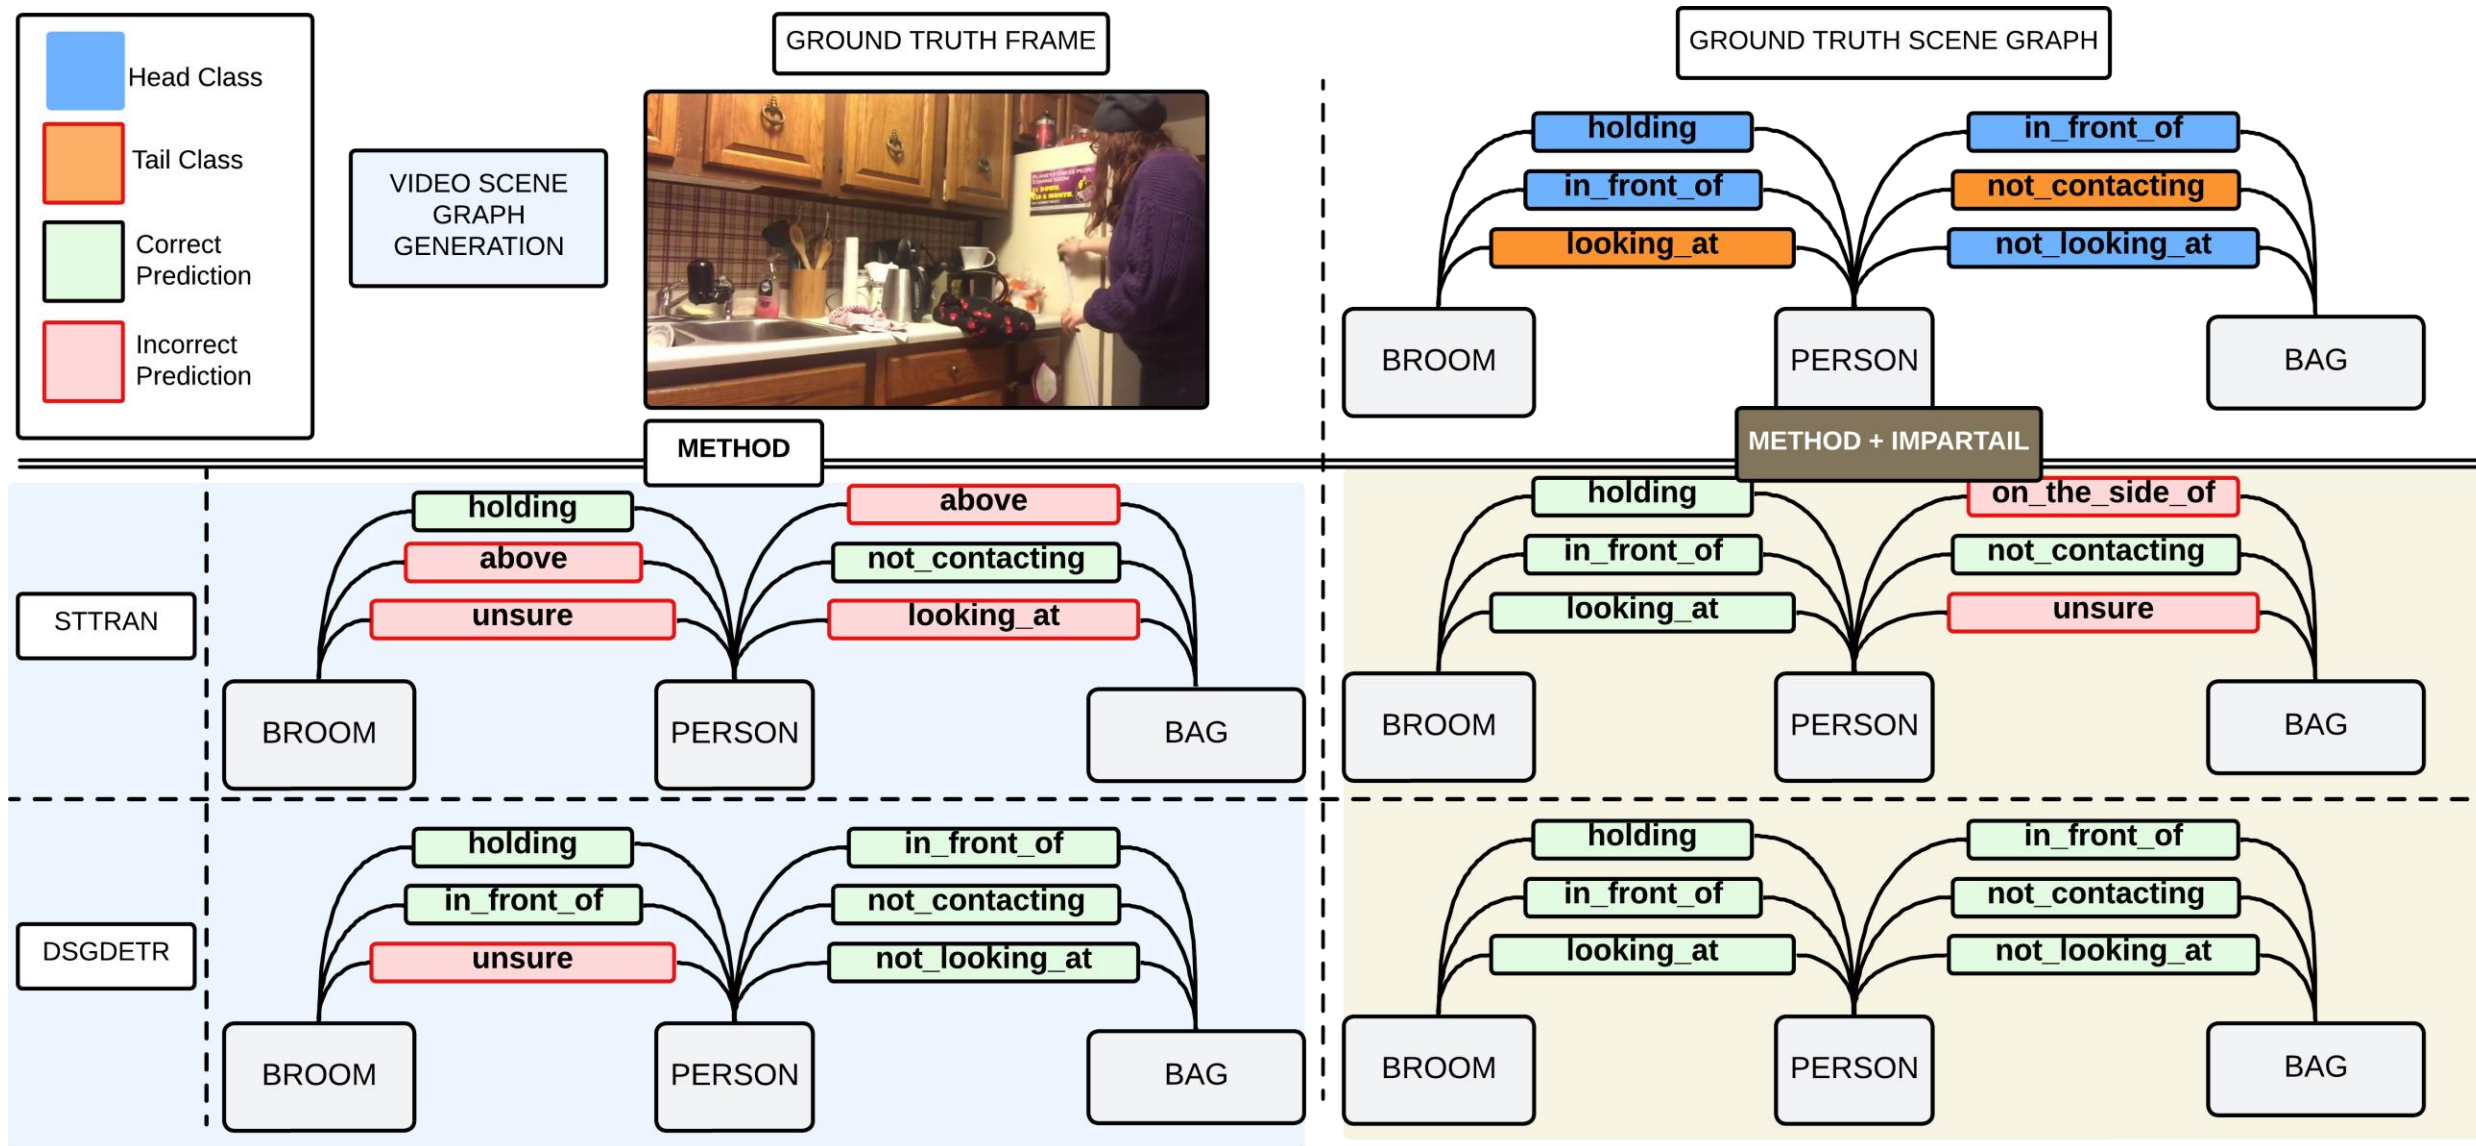 Head Class
Tail Class
Correct
Prediction
Incorrect
Prediction
VIDEO SCENE
GRAPH
GENERATION
GROUND TRUTH FRAME
GROUND TRUTH SCENE GRAPH
holding
in_front_of
looking_at
in_front_of
not_contacting
not_looking_at
BROOM
PERSON
BAG
METHOD
METHOD + IMPARTAIL
STTRAN
holding
above
unsure
above
not_contacting
looking_at
BROOM
PERSON
BAG
holding
in_front_of
looking_at
on_the_side_of
not_contacting
unsure
BROOM
PERSON
BAG
DSGDETR
holding
in_front_of
unsure
in_front_of
not_contacting
not_looking_at
BROOM
PERSON
BAG
holding
in_front_of
looking_at
in_front_of
not_contacting
not_looking_at
BROOM
PERSON
BAG